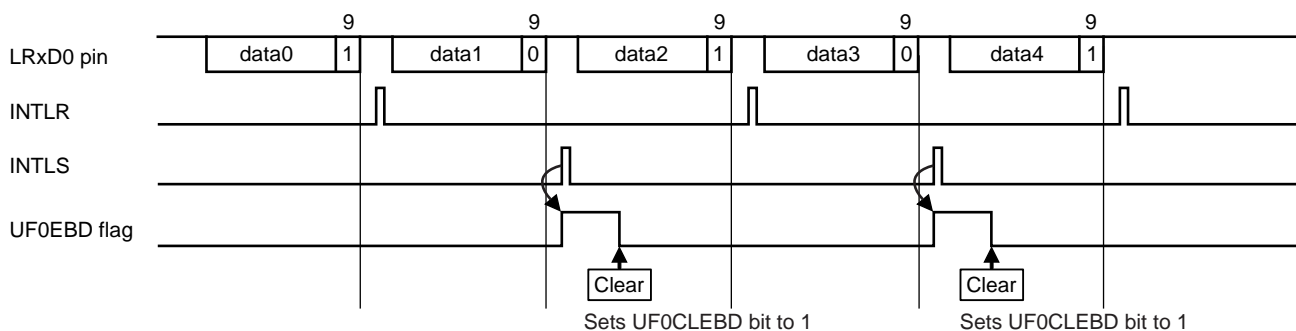 9 9 9 9 9
LRxD0 pin data0 1 data1 0 data2 1 data3 0 data4 1
INTLR
INTLS
UF0EBD flag
Clear Clear
Sets UF0CLEBD bit to 1 Sets UF0CLEBD bit to 1